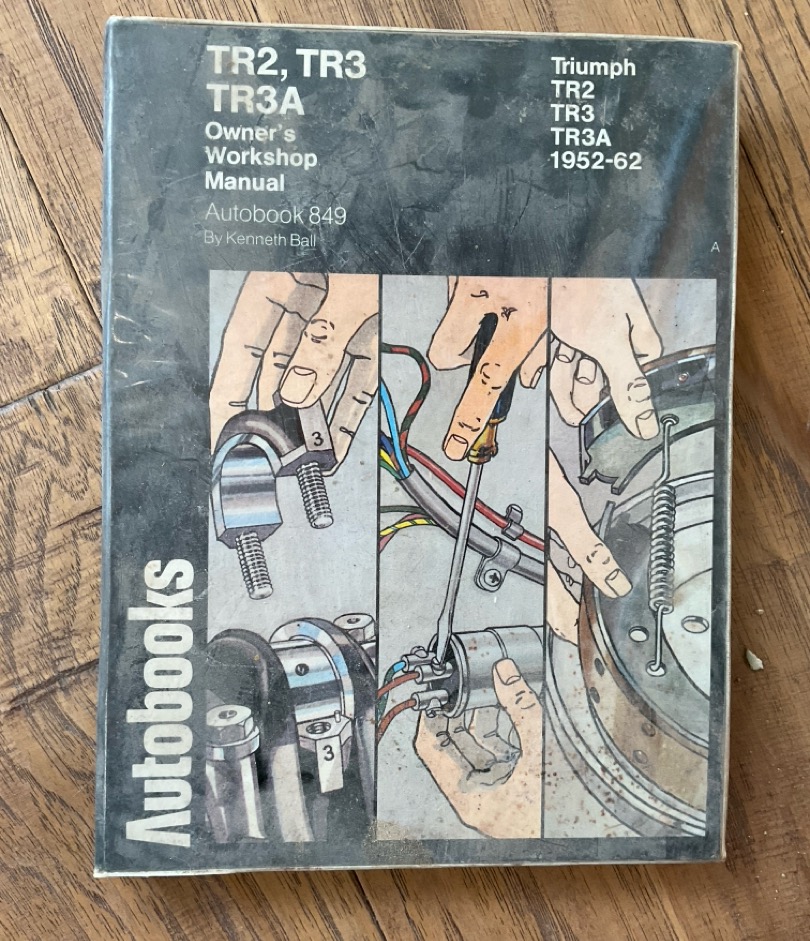 TR2, TR3
TR3A
Owner's
Workshop
Manual
Autobook 849
By Kenneth Ball
Triumph
TR2
TR3
TR3A
1952-62
A
3
3
Autobooks